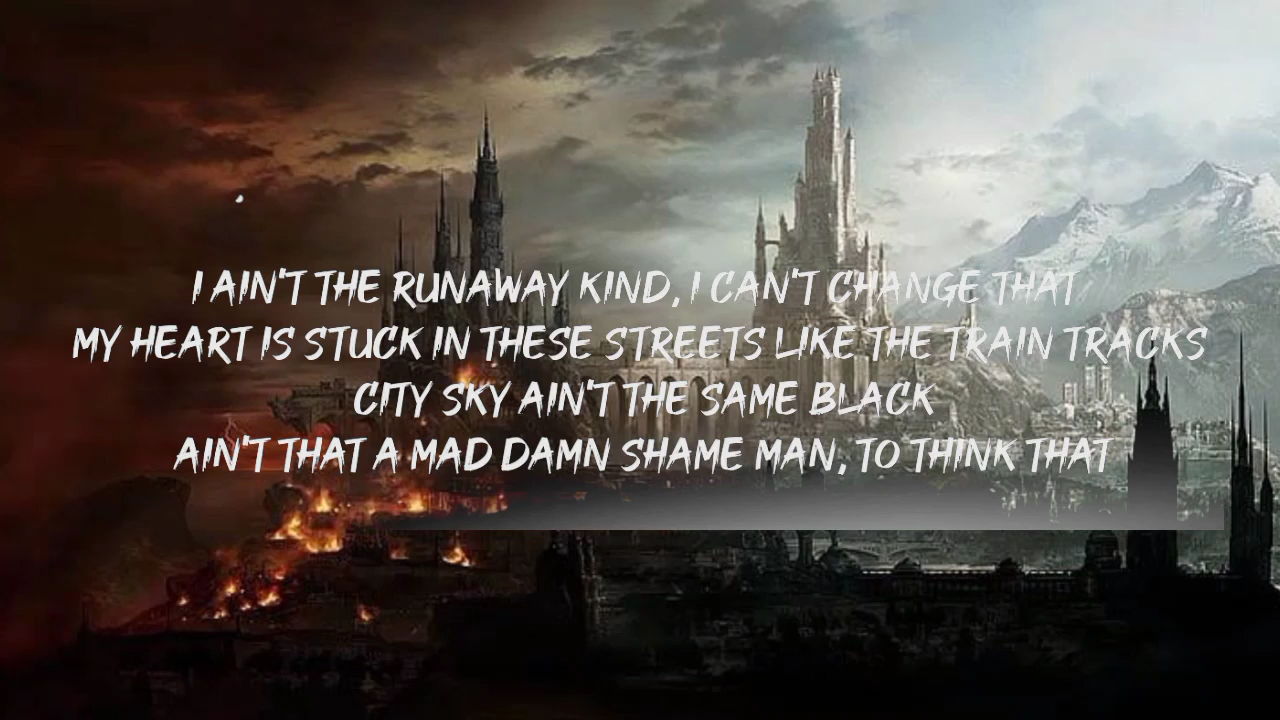 I AIN'T THE RUNAWAY KIND, I CAN'T CHANGE THAT
MY HEART IS STUCK IN THESE STREETS LIKE THE TRAIN TRACKS
CITY SKY AIN'T THE SAME BLACK
AIN'T THAT A MAD DAMN SHAME MAN, TO THINK THAT